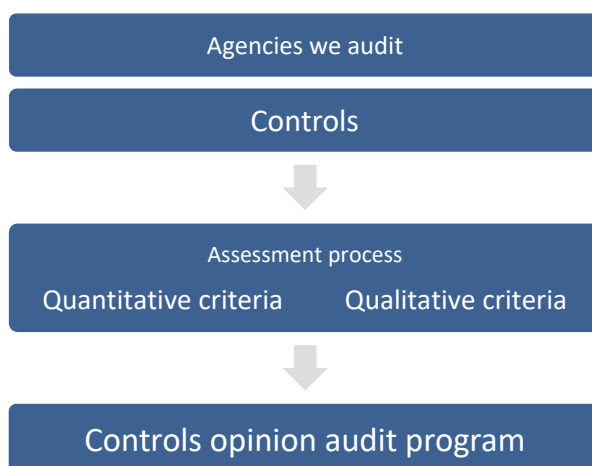 Agencies we audit
Controls
Assessment process
Quantitative criteria Qualitative criteria
Controls opinion audit program